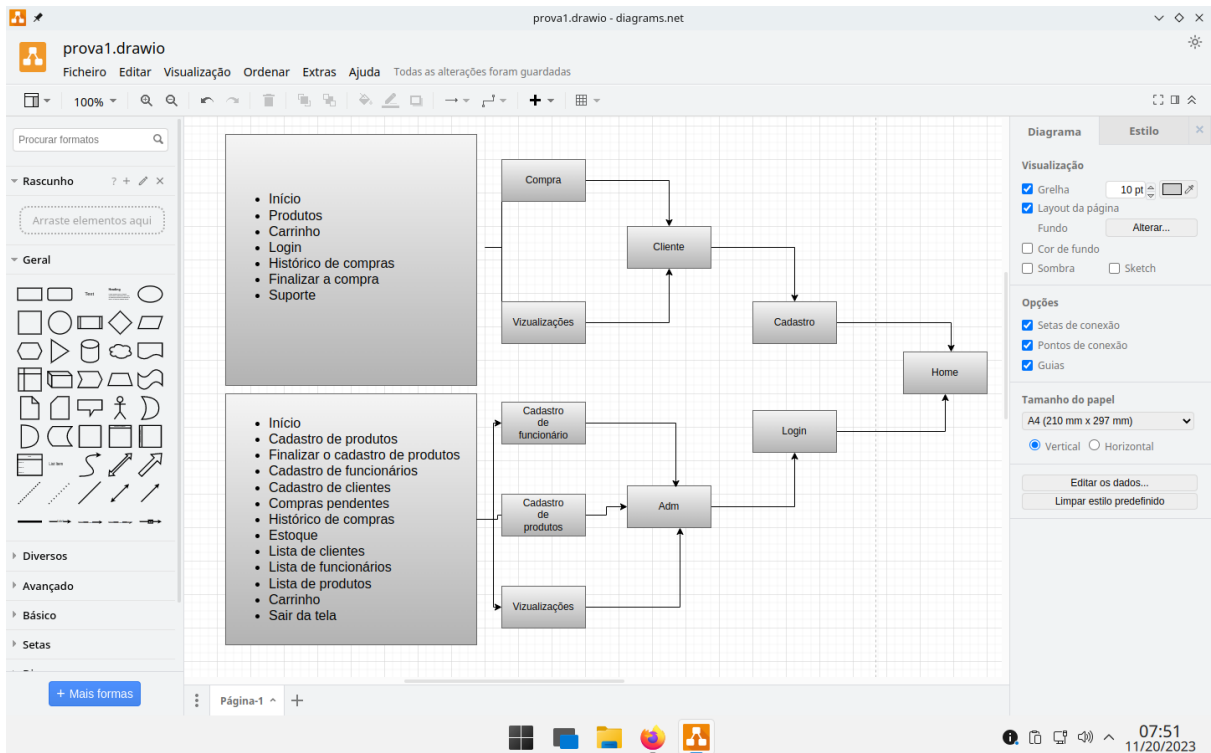 prova1.drawio - diagrams.net
prova1.drawio
Ficheiro Editar Visualização Ordenar Extras Ajuda Todas as alterações foram guardadas
100%
Procurar formatos
Rascunho ?
Arraste elementos aqui
Geral
Text
Heading
List Item
Diversos
Avançado
Básico
Setas
+ Mais formas
Início
Produtos
Carrinho
Login
Histórico de compras
Finalizar a compra
Suporte
Compra
Cliente
Vizualizações
Cadastro
Home
Início
Cadastro de produtos
Finalizar o cadastro de produtos
Cadastro de funcionários
Cadastro de clientes
Compras pendentes
Histórico de compras
Estoque
Lista de clientes
Lista de funcionários
Lista de produtos
Carrinho
Sair da tela
Cadastro
de
funcionário
Login
Cadastro
de
produtos
Adm
Vizualizações
Página-1
Diagrama Estilo
Visualização
Grelha 10 pt
Layout da página
Fundo Alterar...
Cor de fundo
Sombra Sketch
Opções
Setas de conexão
Pontos de conexão
Guias
Tamanho do papel
A4 (210 mm x 297 mm)
Vertical Horizontal
Editar os dados...
Limpar estilo predefinido
07:51
11/20/2023